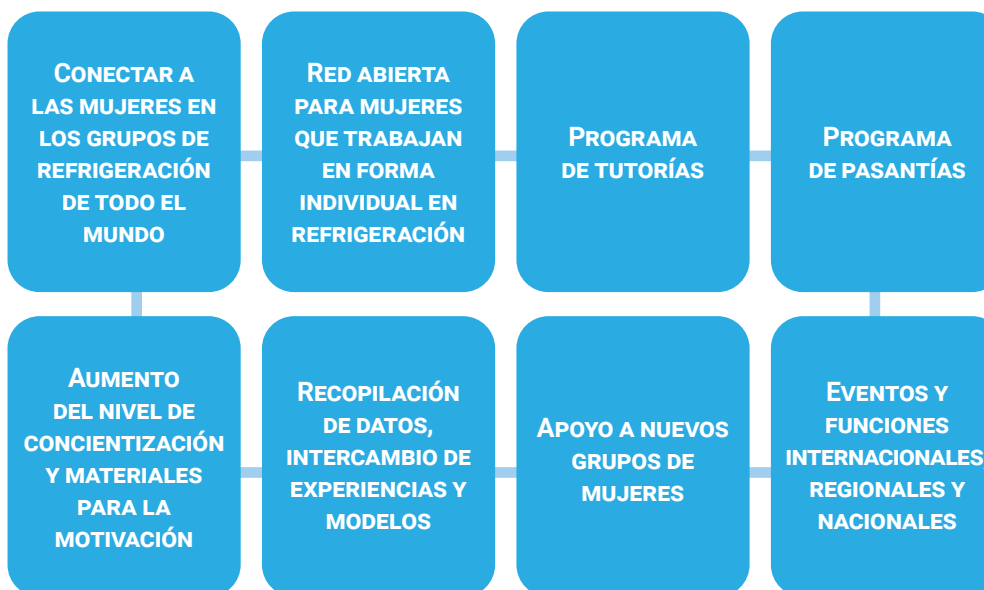 Conectar a
las mujeres en
los grupos de
refrigeración
de todo el
mundo
Red abierta
para mujeres
que trabajan
en forma
individual en
refrigeración
Programa
de tutorías
Programa
de pasantías
Aumento
del nivel de
concientización
y materiales
para la
motivación
Recopilación
de datos,
intercambio de
experiencias y
modelos
Apoyo a nuevos
grupos de
mujeres
Eventos y
funciones
internacionales,
regionales y
nacionales